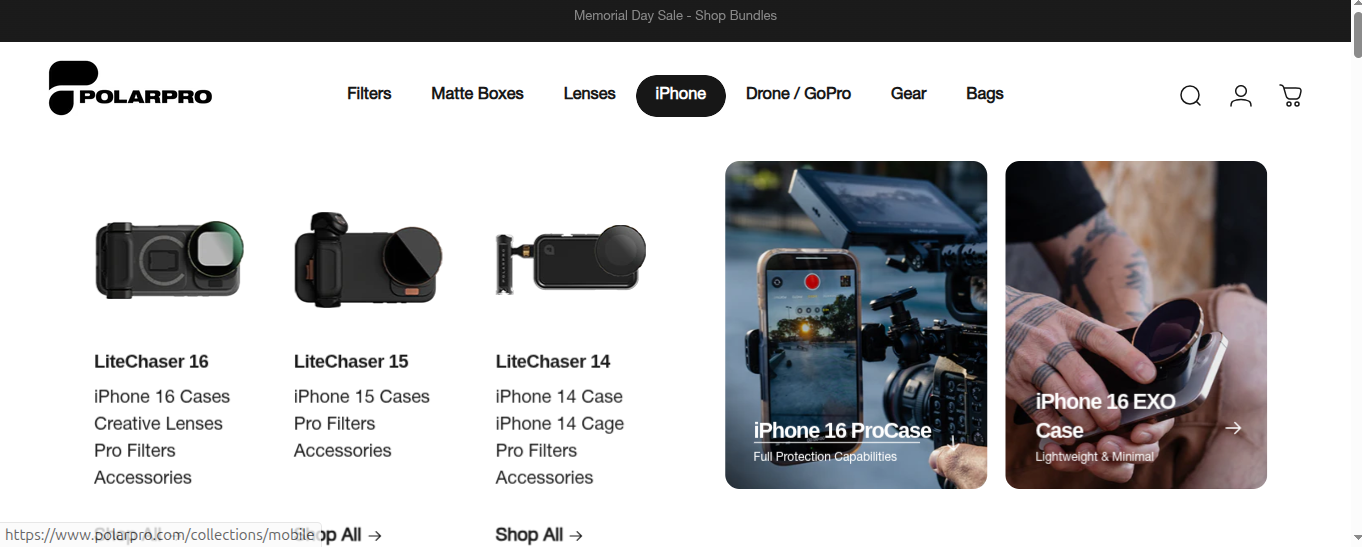 Memorial Day Sale - Shop Bundles
POLARPRO
Filters
Matte Boxes
Lenses
iPhone
Drone / GoPro
Gear
Bags
LiteChaser 16
iPhone 16 Cases
Creative Lenses
Pro Filters
Accessories
Shop All
LiteChaser 15
iPhone 15 Cases
Pro Filters
Accessories
Shop All →
LiteChaser 14
iPhone 14 Case
iPhone 14 Cage
Pro Filters
Accessories
Shop All →
iPhone 16 ProCase
Full Protection Capabilities
iPhone 16 EXO
Case
Lightweight & Minimal
https://www.polarpro.com/collections/mobile